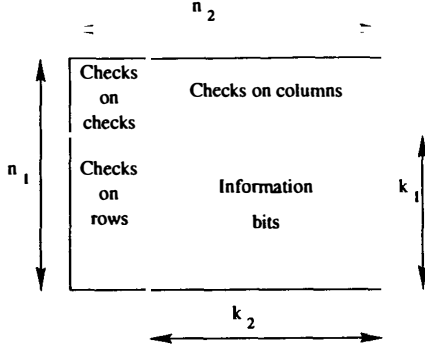 n 2
Checks
on
checks
Checks on columns
n 1
Checks
on
rows
Information
bits
k 1
k 2